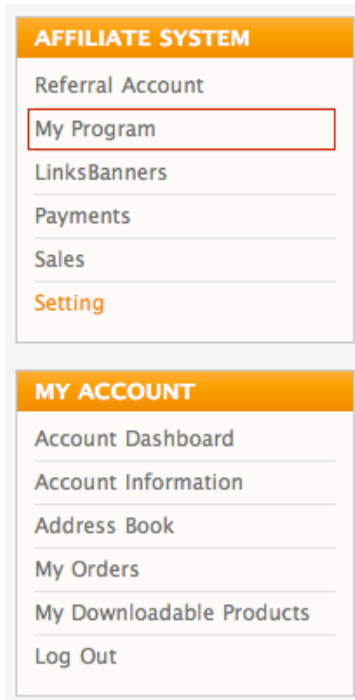 AFFILIATE SYSTEM
Referral Account
My Program
LinksBanners
Payments
Sales
Setting
MY ACCOUNT
Account Dashboard
Account Information
Address Book
My Orders
My Downloadable Products
Log Out